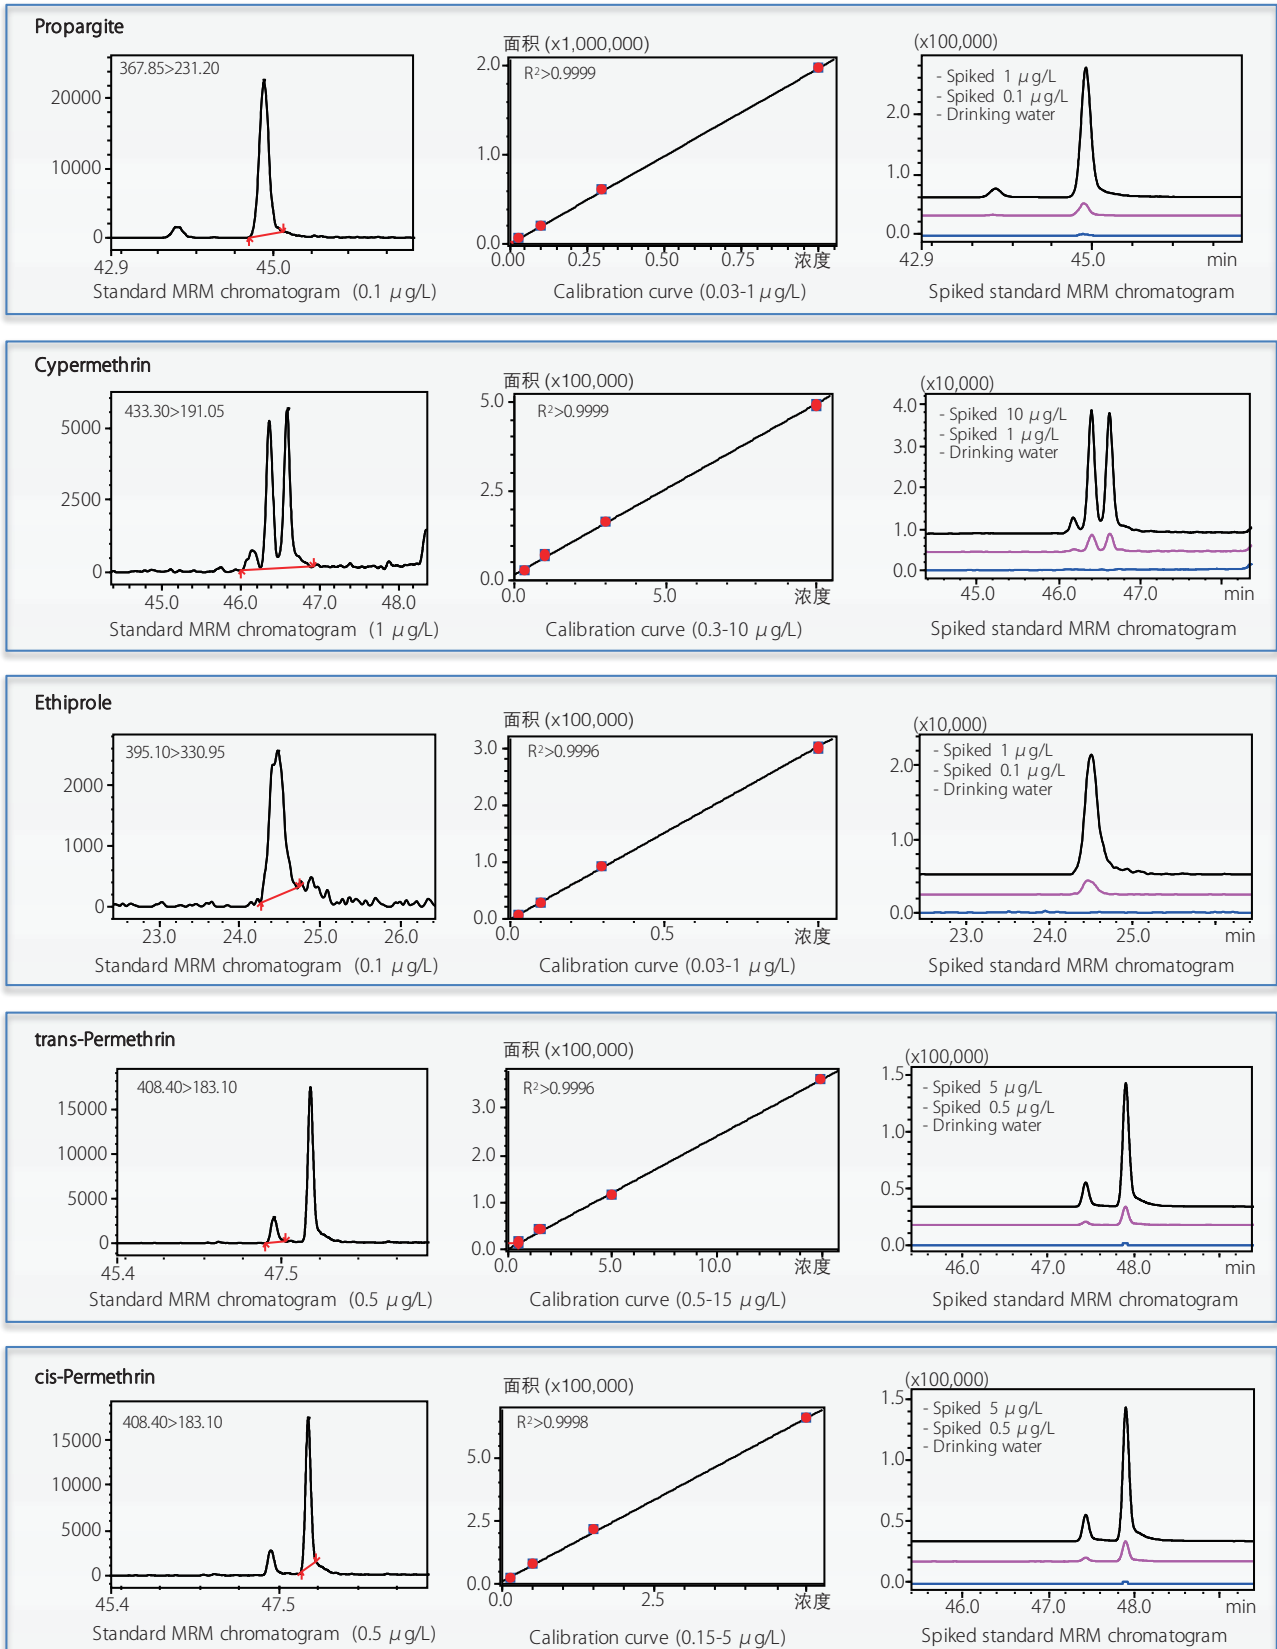 Propargite
367.85>231.20
20000
10000
0
42.9
45.0
Standard MRM chromatogram (0.1 μg/L)
面积 (x1,000,000)
R²>0.9999
2.0
1.0
0.0
0.00
0.25
0.50
0.75
浓度
Calibration curve (0.03-1 μg/L)
(x100,000)
- Spiked 1 μg/L
- Spiked 0.1 μg/L
- Drinking water
2.0
1.0
0.0
42.9
45.0
min
Spiked standard MRM chromatogram
Cypermethrin
433.30>191.05
5000
2500
0
45.0
46.0
47.0
48.0
Standard MRM chromatogram (1 μg/L)
面积 (x100,000)
R²>0.9999
5.0
2.5
0.0
0.0
5.0
浓度
Calibration curve (0.3-10 μg/L)
(x10,000)
- Spiked 10 μg/L
- Spiked 1 μg/L
- Drinking water
4.0
3.0
2.0
1.0
0.0
45.0
46.0
47.0
min
Spiked standard MRM chromatogram
Ethiprole
395.10>330.95
2000
1000
0
23.0
24.0
25.0
26.0
Standard MRM chromatogram (0.1 μg/L)
面积 (x100,000)
R²>0.9996
3.0
2.0
1.0
0.0
0.0
0.5
浓度
Calibration curve (0.03-1 μg/L)
(x10,000)
- Spiked 1 μg/L
- Spiked 0.1 μg/L
- Drinking water
2.0
1.0
0.0
23.0
24.0
25.0
min
Spiked standard MRM chromatogram
trans-Permethrin
408.40>183.10
15000
10000
5000
0
45.4
47.5
Standard MRM chromatogram (0.5 μg/L)
面积 (x100,000)
R²>0.9996
3.0
2.0
1.0
0.0
0.0
5.0
10.0
浓度
Calibration curve (0.5-15 μg/L)
(x100,000)
- Spiked 5 μg/L
- Spiked 0.5 μg/L
- Drinking water
1.5
1.0
0.5
0.0
46.0
47.0
48.0
min
Spiked standard MRM chromatogram
cis-Permethrin
408.40>183.10
15000
10000
5000
0
45.4
47.5
Standard MRM chromatogram (0.5 μg/L)
面积 (x100,000)
R²>0.9998
5.0
2.5
0.0
0.0
2.5
浓度
Calibration curve (0.15-5 μg/L)
(x100,000)
- Spiked 5 μg/L
- Spiked 0.5 μg/L
- Drinking water
1.5
1.0
0.5
0.0
46.0
47.0
48.0
min
Spiked standard MRM chromatogram